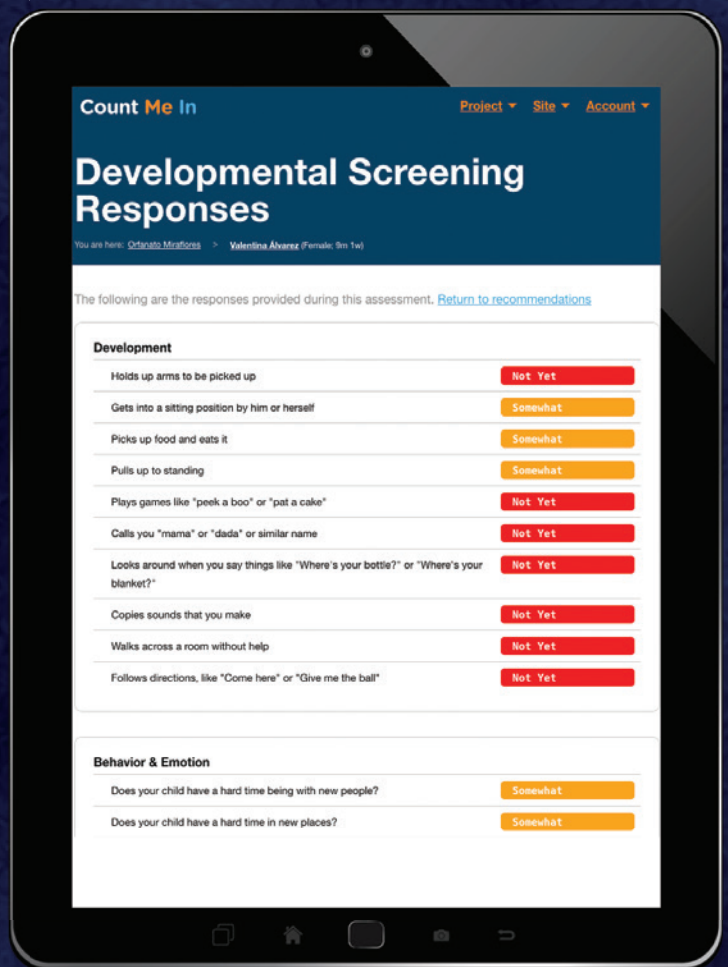 Count Me In
Project Site Account
Developmental Screening
Responses
You are here: Orfanato Miraflores > Valentina Álvarez (Female; 9m 1w)
The following are the responses provided during this assessment. Return to recommendations
Development
Holds up arms to be picked up Not Yet
Gets into a sitting position by him or herself Somewhat
Picks up food and eats it Somewhat
Pulls up to standing Somewhat
Plays games like "peek a boo" or "pat a cake" Not Yet
Calls you "mama" or "dada" or similar name Not Yet
Looks around when you say things like "Where's your bottle?" or "Where's your Not Yet
blanket?"
Copies sounds that you make Not Yet
Walks across a room without help Not Yet
Follows directions, like "Come here" or "Give me the ball" Not Yet
Behavior & Emotion
Does your child have a hard time being with new people? Somewhat
Does your child have a hard time in new places? Somewhat